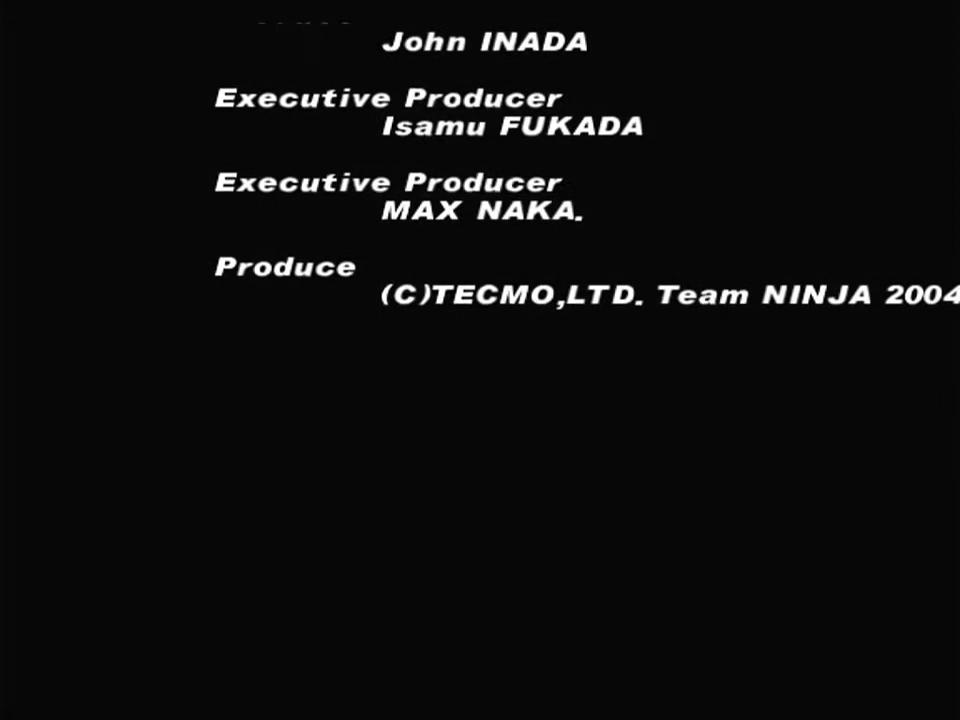 John INADA
Executive Producer
Isamu FUKADA
Executive Producer
MAX NAKA.
Produce
(C)TECMO,LTD. Team NINJA 2004